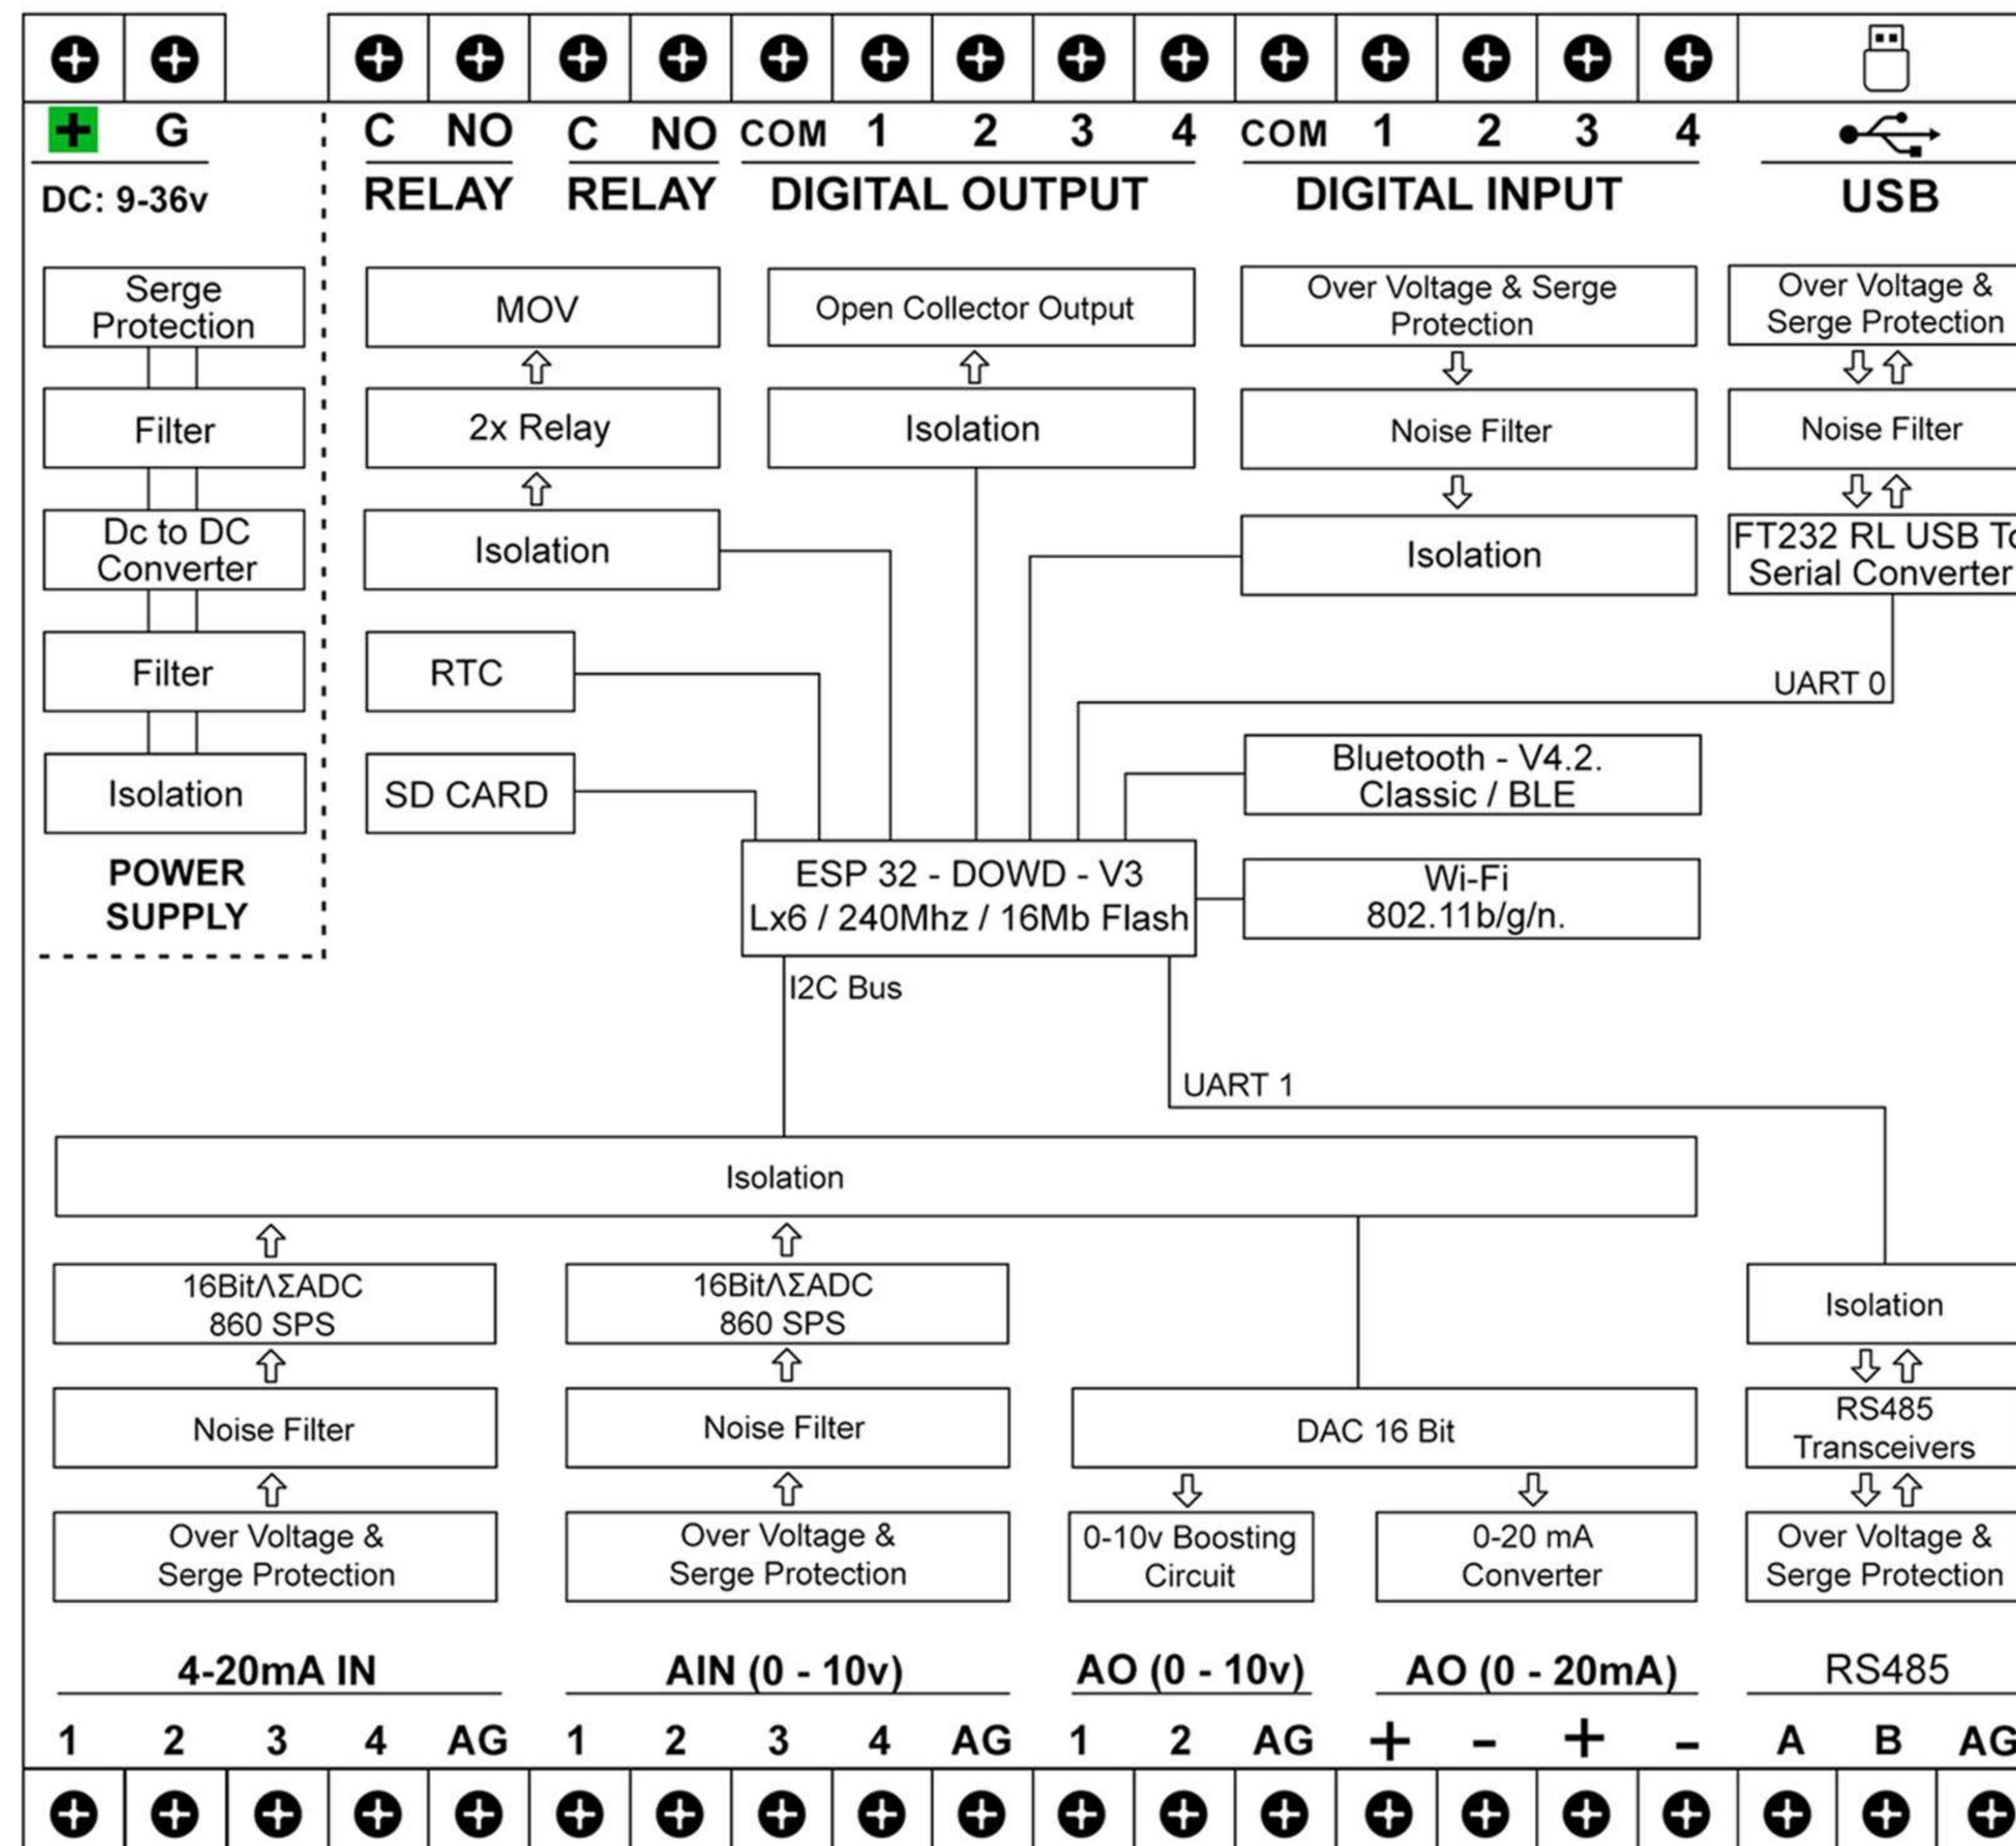 + G C NO C NO COM 1 2 3 4 COM 1 2 3 4
DC: 9-36v RELAY RELAY DIGITAL OUTPUT DIGITAL INPUT USB
Serge
Protection
Filter
Dc to DC
Converter
Filter
Isolation
POWER
SUPPLY
MOV
2x Relay
Isolation
RTC
SD CARD
Open Collector Output
Isolation
Over Voltage & Serge
Protection
Noise Filter
Isolation
Over Voltage &
Serge Protection
Noise Filter
FT232 RL USB To
Serial Converter
UART 0
Bluetooth - V4.2.
Classic / BLE
ESP 32 - DOWD - V3
Lx6 / 240Mhz / 16Mb Flash
Wi-Fi
802.11b/g/n.
I2C Bus
UART 1
Isolation
16BitΛΣADC
860 SPS
Noise Filter
Over Voltage &
Serge Protection
16BitΛΣADC
860 SPS
Noise Filter
Over Voltage &
Serge Protection
DAC 16 Bit
0-10v Boosting
Circuit
0-20 mA
Converter
Isolation
RS485
Transceivers
Over Voltage &
Serge Protection
4-20mA IN AIN (0 - 10v) AO (0 - 10v) AO (0 - 20mA) RS485
1 2 3 4 AG 1 2 3 4 AG 1 2 AG + - + - A B AG